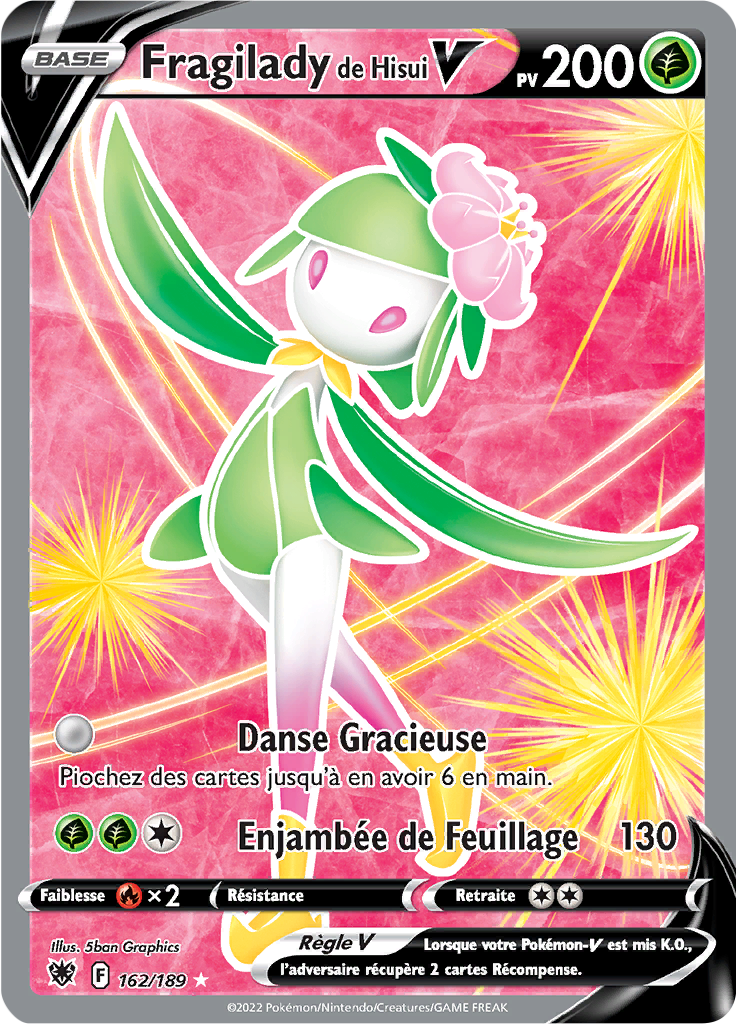 BASE Fragilady de Hisui V PV 200
Danse Gracieuse
Piochez des cartes jusqu'à en avoir 6 en main.
Enjambée de Feuillage 130
Faiblesse ×2 Résistance Retraite
Illus. 5ban Graphics
Règle V Lorsque votre Pokémon-V est mis K.O.,
l'adversaire récupère 2 cartes Récompense.
F 162/189
©2022 Pokémon/Nintendo/Creatures/GAME FREAK